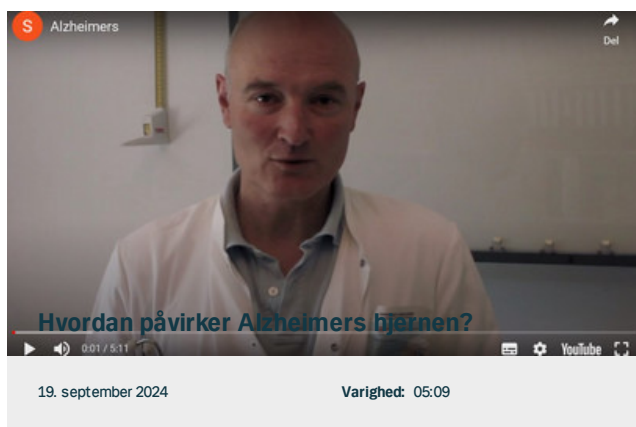 S Alzheimers
Del
Hvordan påvirker Alzheimers hjernen?
0:01 / 5:11
YouTube
19. september 2024 Varighed: 05:09